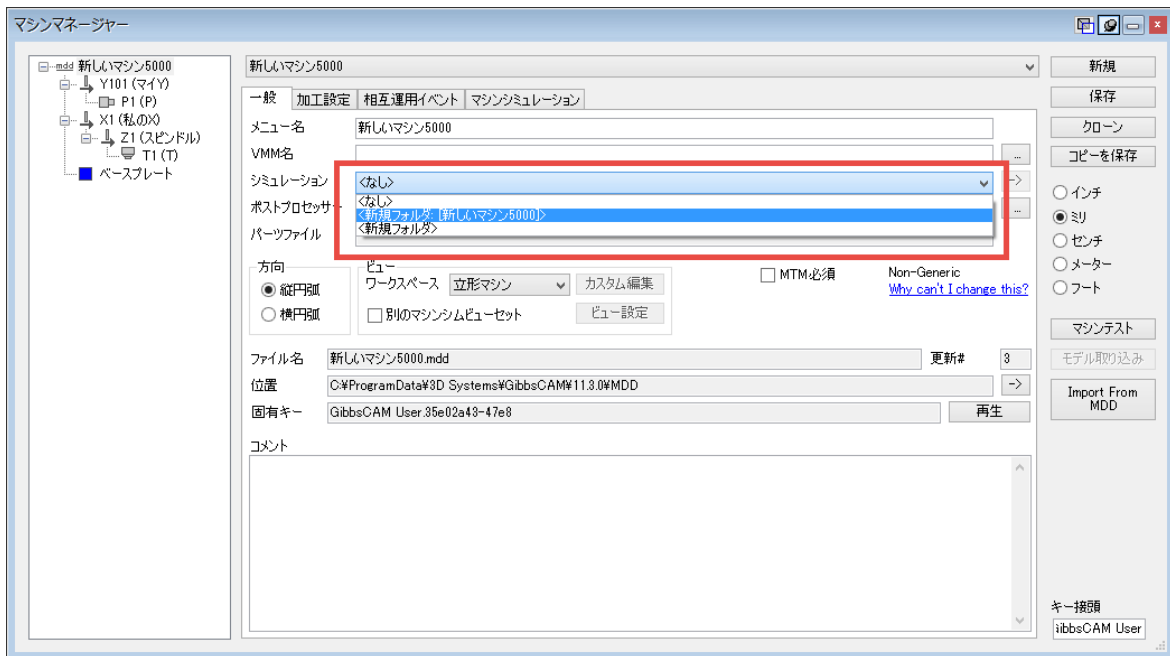 マシンマネージャー
mdd 新しいマシン5000
Y101 (マイY)
P1 (P)
X1 (私のX)
Z1 (スピンドル)
T1 (T)
ベースプレート
新しいマシン5000
一般 加工設定 相互運用イベント マシンシミュレーション
メニュー名 新しいマシン5000
VMM名 ...
シミュレーション <なし> ->
<なし>
ポストプロセッサー <新規フォルダ: [新しいマシン5000]> ...
パーツファイル <新規フォルダ>
方向
縦円弧
横円弧
ビュー
ワークスペース 立形マシン カスタム編集
別のマシンシムビューセット ビュー設定
MTM必須
Non-Generic
Why can't I change this?
ファイル名 新しいマシン5000.mdd 更新# 3
位置 C:¥ProgramData¥3D Systems¥GibbsCAM¥11.3.0¥MDD ->
固有キー GibbsCAM User.35e02a43-47e8 再生
コメント
新規
保存
クローン
コピーを保存
インチ
ミリ
センチ
メーター
フート
マシンテスト
モデル取り込み
Import From
MDD
キー接頭
ibbsCAM User